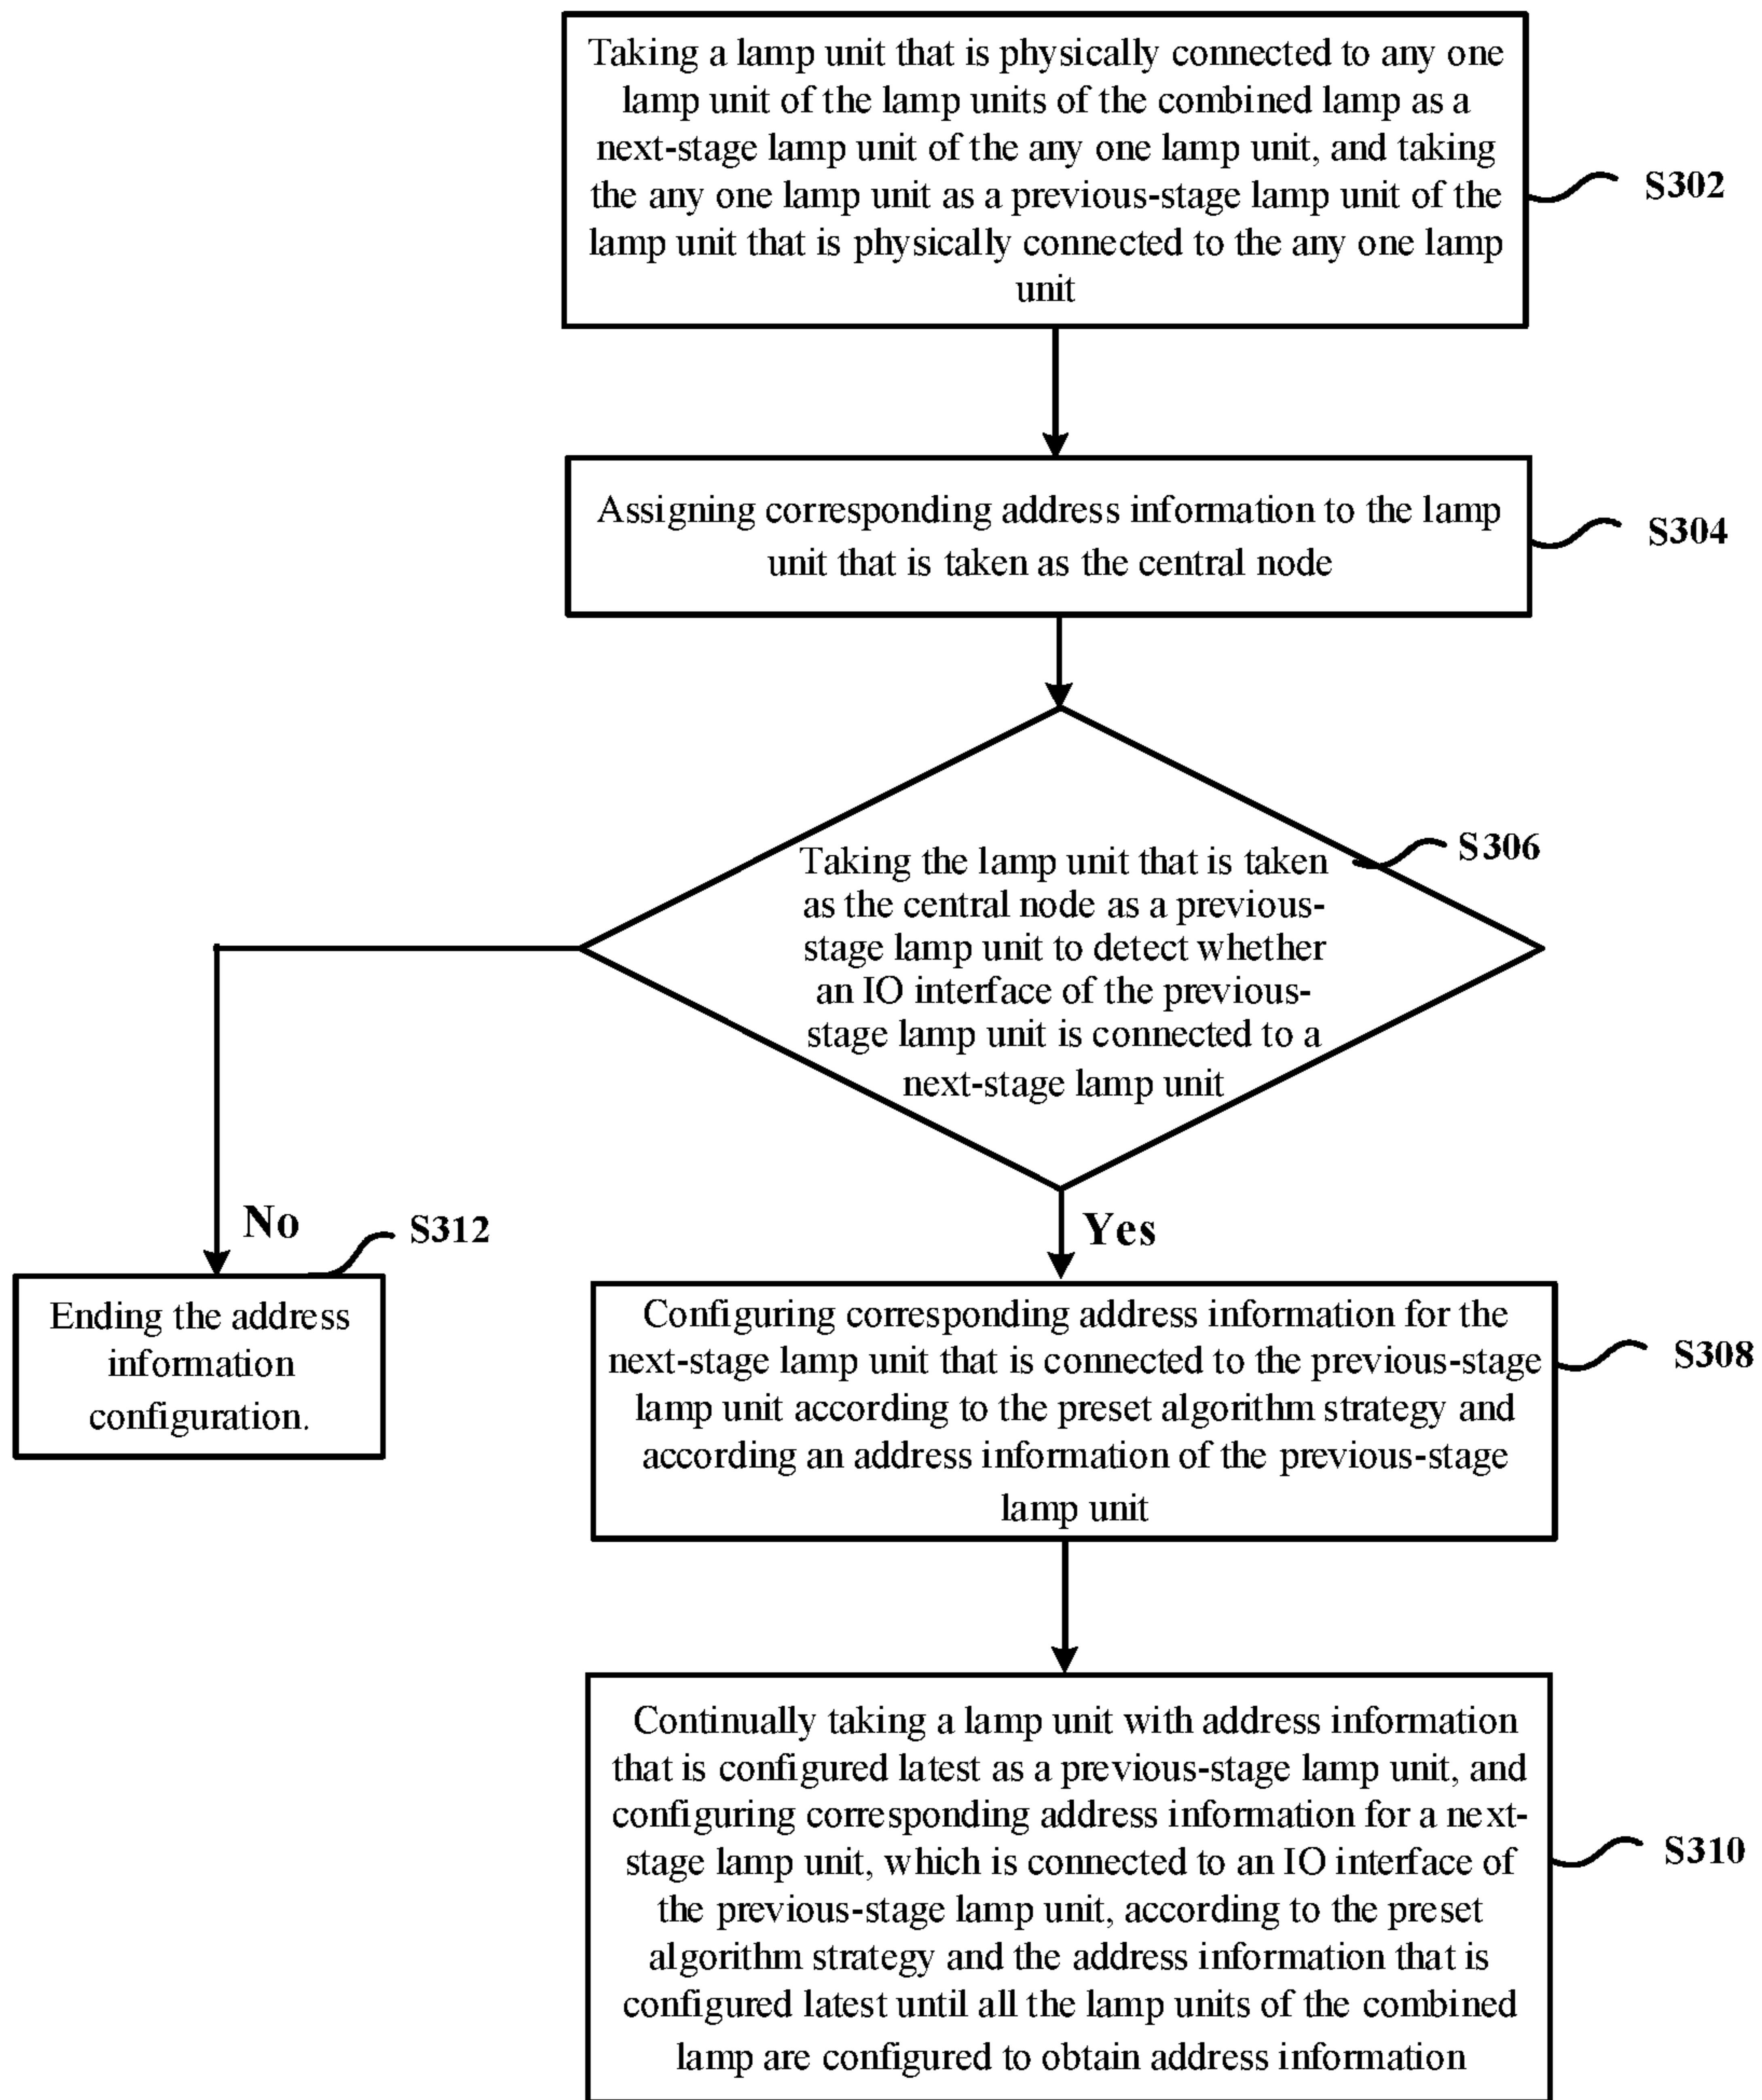 Taking a lamp unit that is physically connected to any one
lamp unit of the lamp units of the combined lamp as a
next-stage lamp unit of the any one lamp unit, and taking
the any one lamp unit as a previous-stage lamp unit of the
lamp unit that is physically connected to the any one lamp
unit
S302
Assigning corresponding address information to the lamp
unit that is taken as the central node
S304
Taking the lamp unit that is taken
as the central node as a previous-
stage lamp unit to detect whether
an IO interface of the previous-
stage lamp unit is connected to a
next-stage lamp unit
S306
No
S312
Yes
Ending the address
information
configuration.
Configuring corresponding address information for the
next-stage lamp unit that is connected to the previous-stage
lamp unit according to the preset algorithm strategy and
according an address information of the previous-stage
lamp unit
S308
Continually taking a lamp unit with address information
that is configured latest as a previous-stage lamp unit, and
configuring corresponding address information for a next-
stage lamp unit, which is connected to an IO interface of
the previous-stage lamp unit, according to the preset
algorithm strategy and the address information that is
configured latest until all the lamp units of the combined
lamp are configured to obtain address information
S310